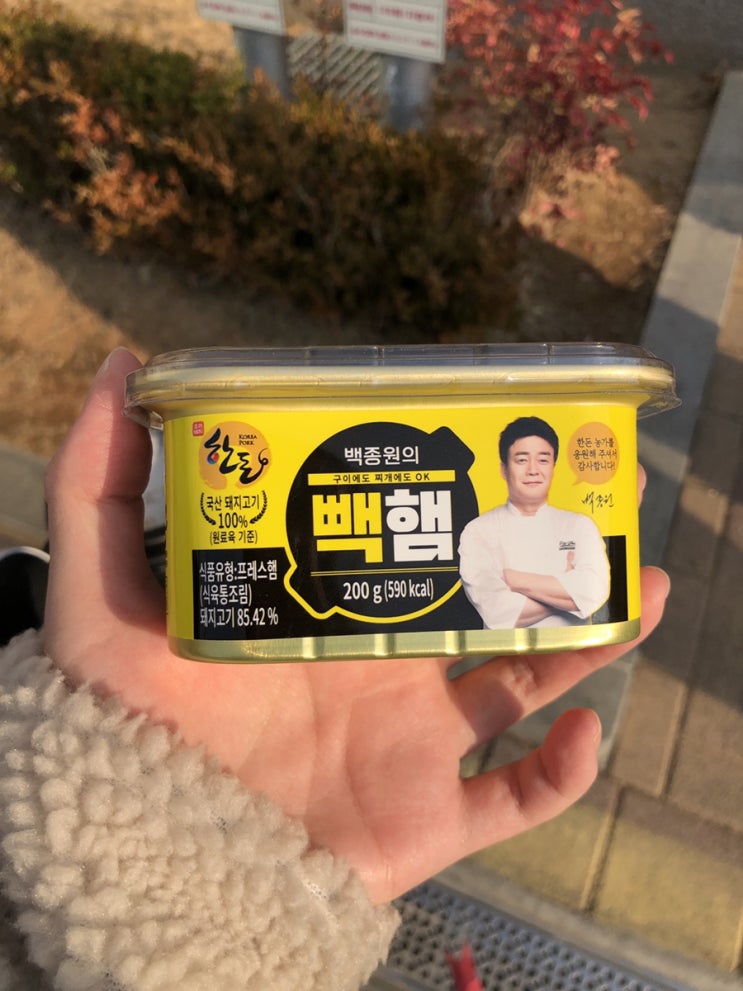 한돈
KOREA
PORK
국산 돼지고기
100%
(원료육 기준)
식품유형:프레스햄
(식육통조림)
돼지고기 85.42 %
백종원의
구이에도 찌개에도 OK
빽햄
200 g (590 kcal)
한돈 농가를
응원해 주셔서
감사합니다!
백종원